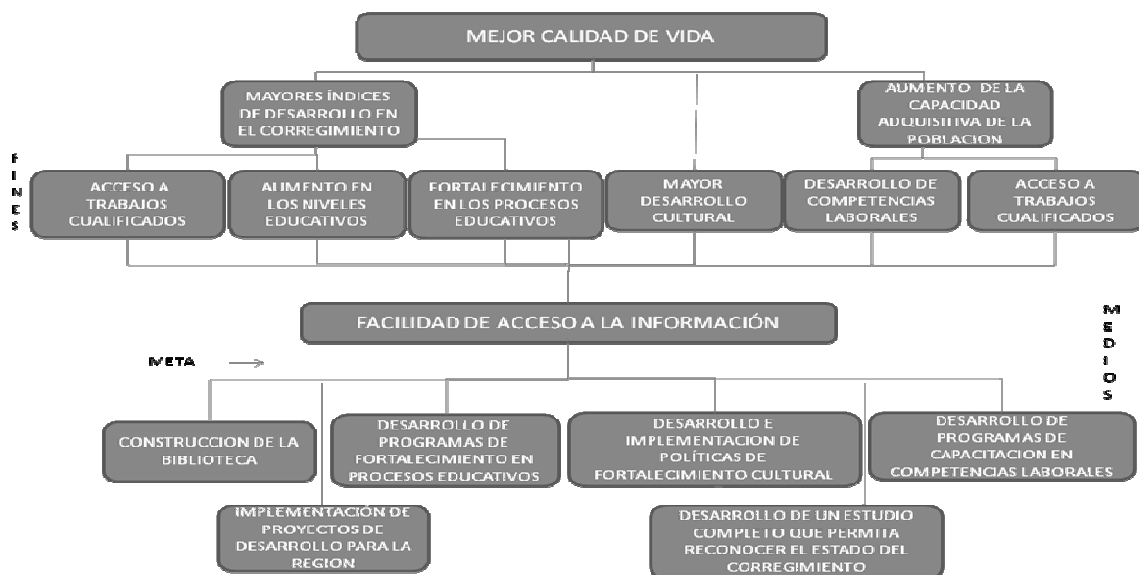 MEJOR CALIDAD DE VIDA
MAYORES ÍNDICES
DE DESARROLLO EN
EL CORREGIMIENTO
AUMENTO DE LA
CAPACIDAD
ADQUISITIVA DE LA
POBLACION
FINES
ACCESO A
TRABAJOS
CUALIFICADOS
AUMENTO EN
LOS NIVELES
EDUCATIVOS
FORTALECIMIENTO
EN LOS PROCESOS
EDUCATIVOS
MAYOR
DESARROLLO
CULTURAL
DESARROLLO DE
COMPETENCIAS
LABORALES
ACCESO A
TRABAJOS
CUALIFICADOS
FACILIDAD DE ACCESO A LA INFORMACIÓN
MEDIOS
META
CONSTRUCCION DE LA
BIBLIOTECA
DESARROLLO DE
PROGRAMAS DE
FORTALECIMIENTO EN
PROCESOS EDUCATIVOS
DESARROLLO E
IMPLEMENTACION DE
POLÍTICAS DE
FORTALECIMIENTO CULTURAL
DESARROLLO DE
PROGRAMAS DE
CAPACITACION EN
COMPETENCIAS LABORALES
IMPLEMENTACIÓN DE
PROYECTOS DE
DESARROLLO PARA LA
REGION
DESARROLLO DE UN ESTUDIO
COMPLETO QUE PERMITA
RECONOCER EL ESTADO DEL
CORREGIMIENTO